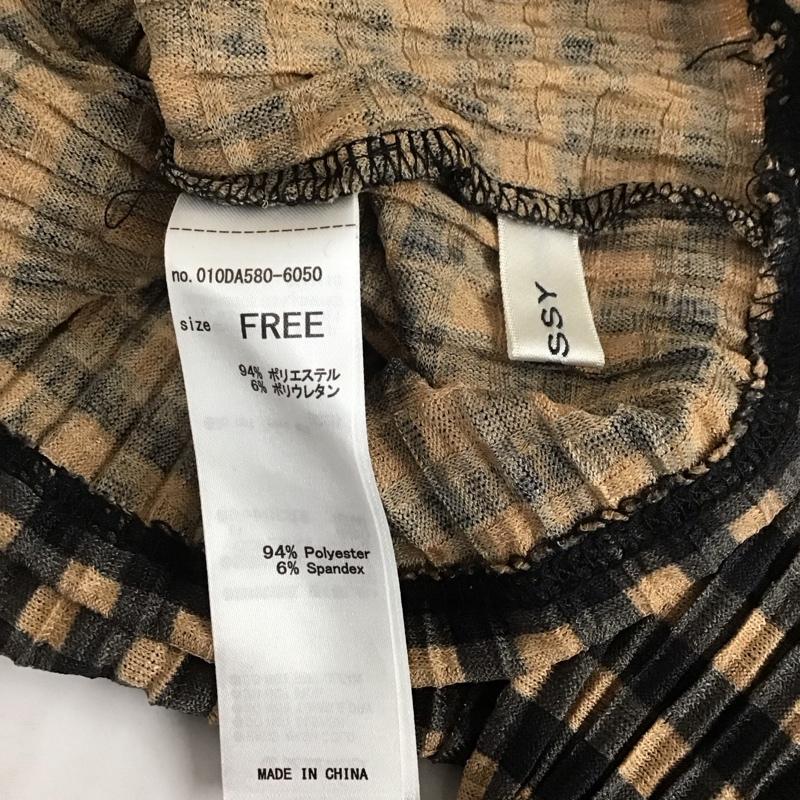 no. 010DA580-6050
size FREE
94% ポリエステル
6% ポリウレタン
94% Polyester
6% Spandex
MADE IN CHINA
SSY